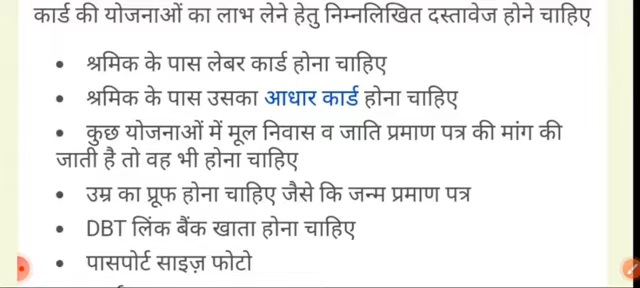 कार्ड की योजनाओं का लाभ लेने हेतु निम्नलिखित दस्तावेज होने चाहिए
• श्रमिक के पास लेबर कार्ड होना चाहिए
• श्रमिक के पास उसका आधार कार्ड होना चाहिए
• कुछ योजनाओं में मूल निवास व जाति प्रमाण पत्र की मांग की
जाती है तो वह भी होना चाहिए
• उम्र का प्रूफ होना चाहिए जैसे कि जन्म प्रमाण पत्र
• DBT लिंक बैंक खाता होना चाहिए
• पासपोर्ट साइज़ फोटो